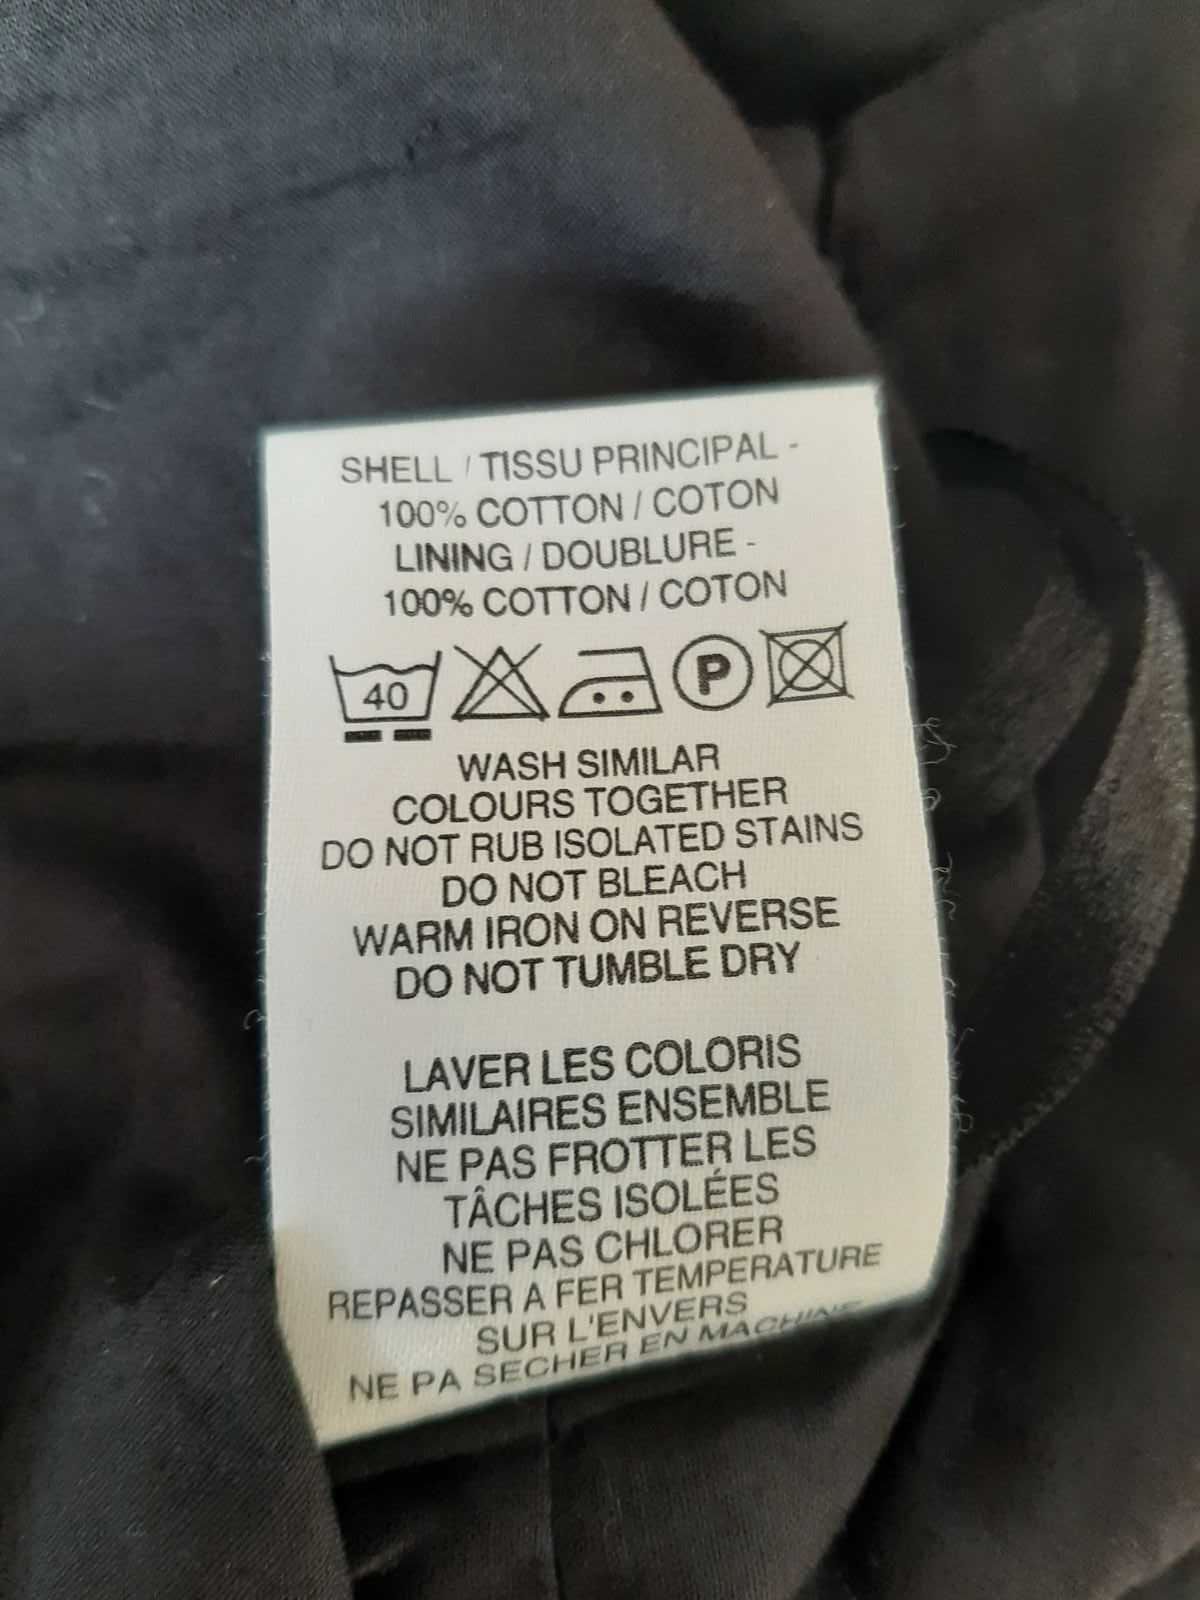 SHELL / TISSU PRINCIPAL -
100% COTTON / COTON
LINING / DOUBLURE -
100% COTTON / COTON
40 P
WASH SIMILAR
COLOURS TOGETHER
DO NOT RUB ISOLATED STAINS
DO NOT BLEACH
WARM IRON ON REVERSE
DO NOT TUMBLE DRY
LAVER LES COLORIS
SIMILAIRES ENSEMBLE
NE PAS FROTTER LES
TÂCHES ISOLÉES
NE PAS CHLORER
REPASSER A FER TEMPERATURE
SUR L'ENVERS
NE PA SECHER EN MACHINE